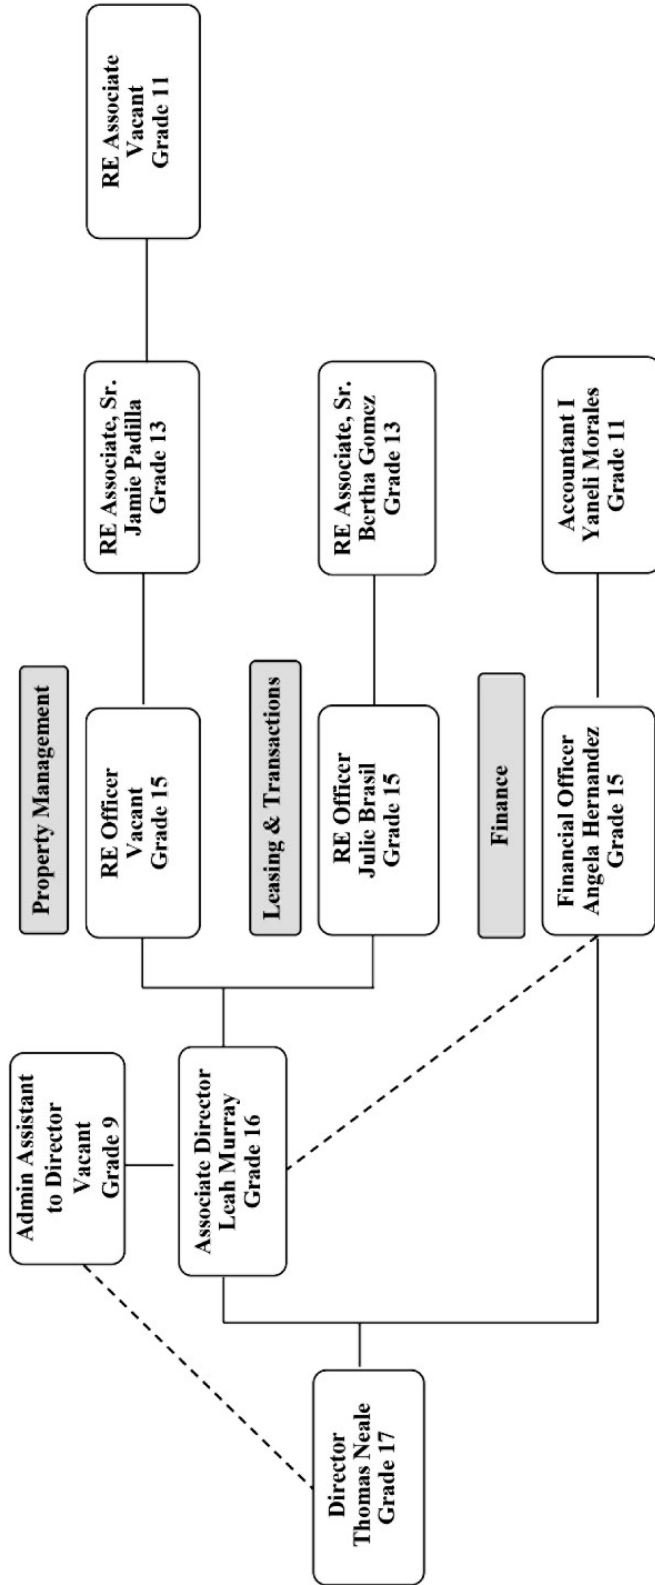 Director
Thomas Neale
Grade 17
Admin Assistant
to Director
Vacant
Grade 9
Associate Director
Leah Murray
Grade 16
Property Management
RE Officer
Vacant
Grade 15
RE Associate, Sr.
Jamie Padilla
Grade 13
RE Associate
Vacant
Grade 11
Leasing & Transactions
RE Officer
Julie Brasil
Grade 15
RE Associate, Sr.
Bertha Gomez
Grade 13
Finance
Financial Officer
Angela Hernandez
Grade 15
Accountant I
Yaneli Morales
Grade 11